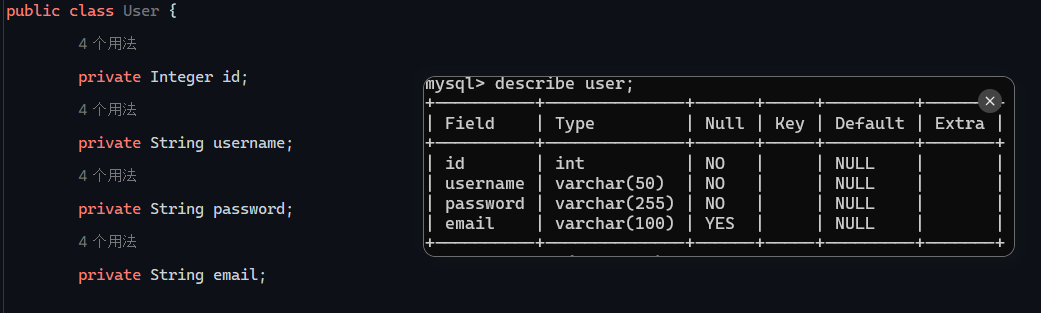 public class User {
4 个用法
private Integer id;
4 个用法
private String username;
4 个用法
private String password;
4 个用法
private String email;
mysql> describe user;
+----------+--------------+------+-----+---------+-------+
| Field    | Type         | Null | Key | Default | Extra |
+----------+--------------+------+-----+---------+-------+
| id       | int          | NO   |     | NULL    |       |
| username | varchar(50)  | NO   |     | NULL    |       |
| password | varchar(255) | NO   |     | NULL    |       |
| email    | varchar(100) | YES  |     | NULL    |       |
+----------+--------------+------+-----+---------+-------+